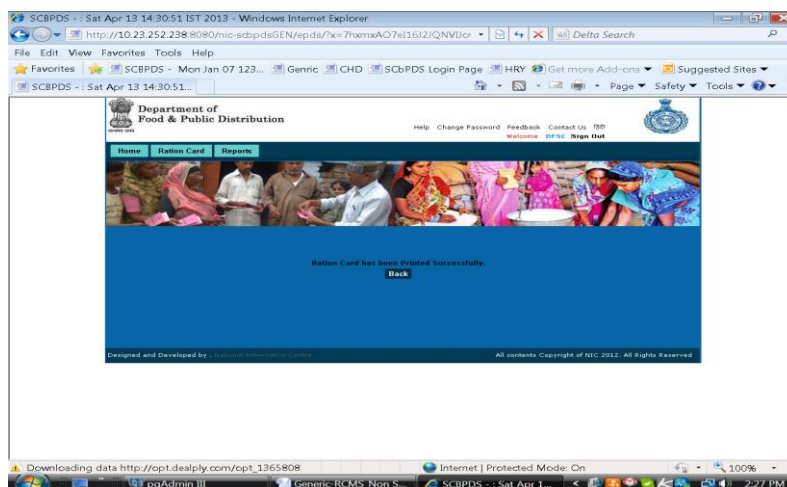 SCBPDS - : Sat Apr 13 14:30:51 IST 2013 - Windows Internet Explorer
http://10.23.252.238:8080/nic-scbpdsGEN/epds/?x=7hxmxAO7el16J2JQNVIJo
Delta Search
File Edit View Favorites Tools Help
Favorites SCBPDS - Mon Jan 07 123... Genric CHD SCbPDS Login Page HRY Get more Add-ons Suggested Sites
SCBPDS - : Sat Apr 13 14:30:51... Page Safety Tools
Department of
Food & Public Distribution
Help Change Password Feedback Contact Us हिंदी
Welcome DFSC Sign Out
Home Ration Card Reports
Ration Card has been Printed Successfully.
Back
Designed and Developed by . National Informatics Centre All contents Copyright of NIC 2012. All Rights Reserved
Downloading data http://opt.dealply.com/opt_1365808 Internet | Protected Mode: On 100%
pgAdmin III Generic-RCMS Non S... SCBPDS - : Sat Apr 1... 2:27 PM